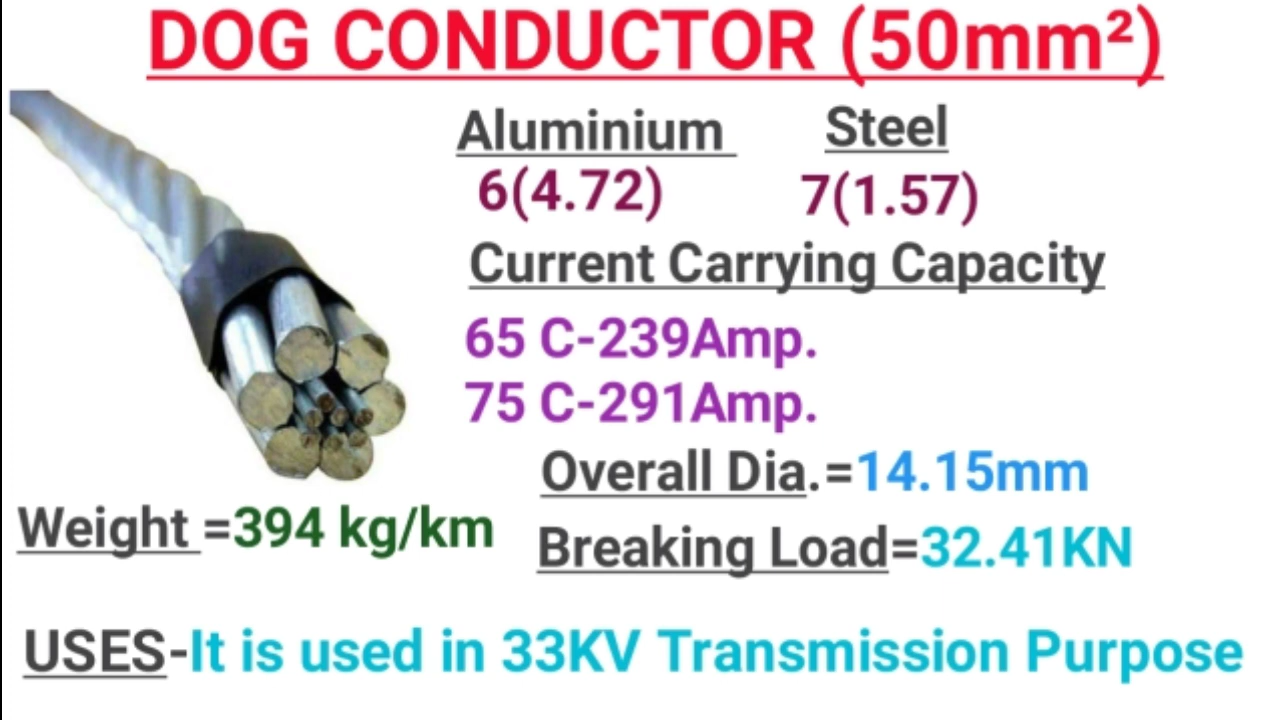 DOG CONDUCTOR (50mm²)
Aluminium Steel
6(4.72) 7(1.57)
Current Carrying Capacity
65 C-239Amp.
75 C-291Amp.
Overall Dia.=14.15mm
Weight =394 kg/km
Breaking Load=32.41KN
USES-It is used in 33KV Transmission Purpose